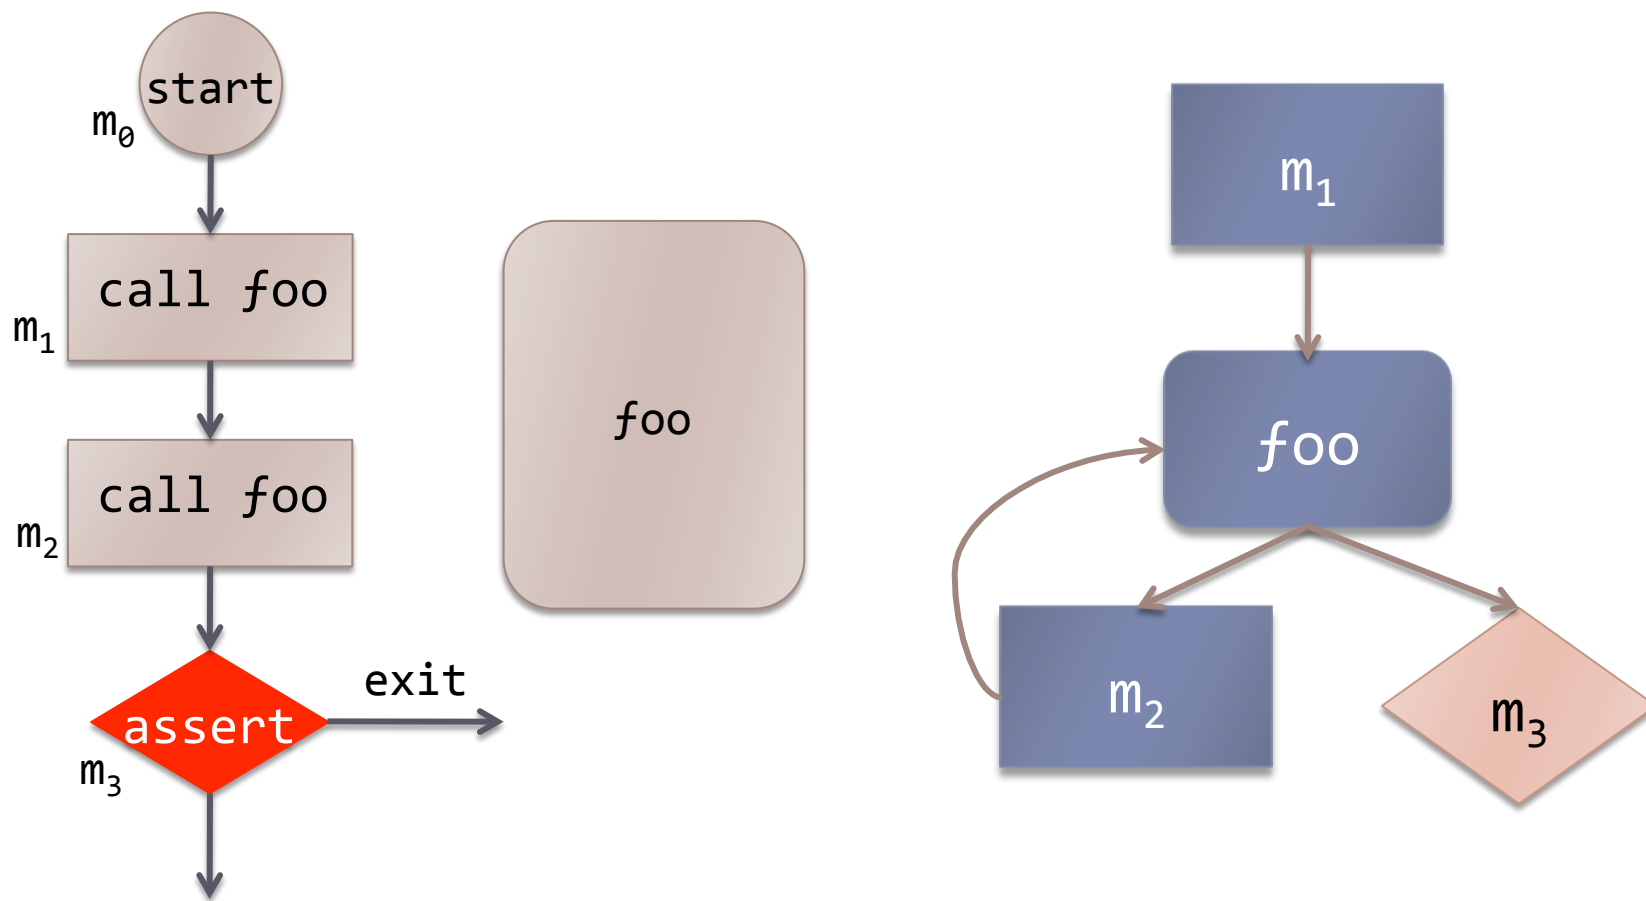 start
m₀
call foo
m₁
call foo
m₂
exit
assert
m₃
foo
m₁
foo
m₂
m₃